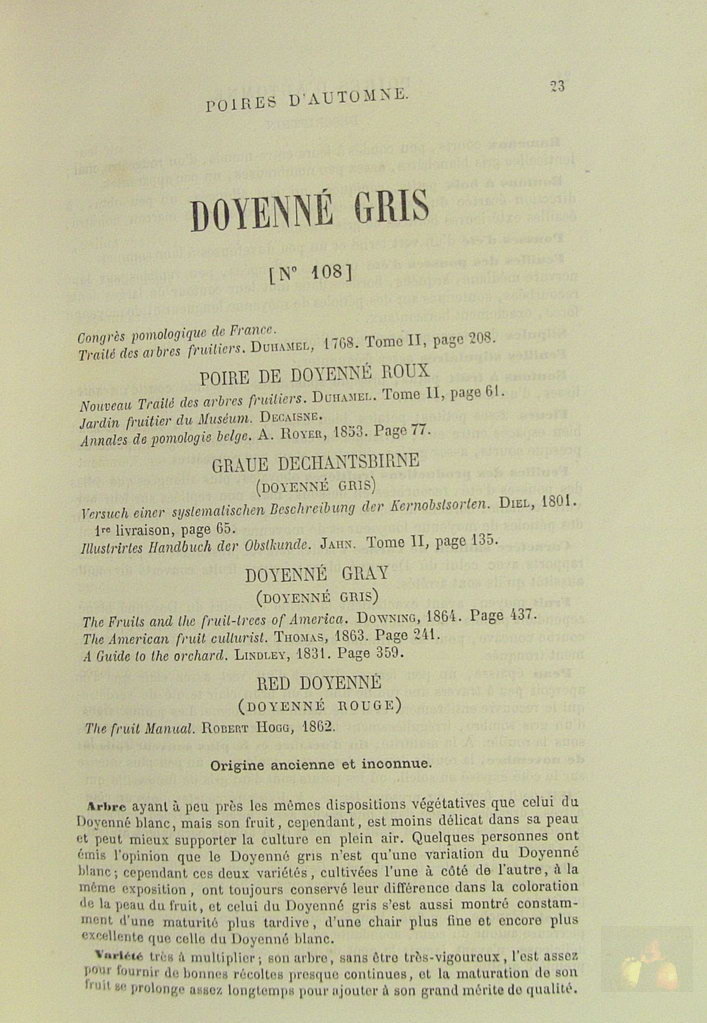 POIRES D'AUTOMNE.
23
DOYENNÉ GRIS
[N° 108]
Congrès pomologique de France.
Traité des arbres fruitiers. DUHAMEL, 1768. Tome II, page 208.
POIRE DE DOYENNÉ ROUX
Nouveau Traité des arbres fruitiers. DUHAMEL. Tome II, page 61.
Jardin fruitier du Muséum. DECAISNE.
Annales de pomologie belge. A. ROYER, 1853. Page 77.
GRAUE DECHANTSBIRNE
(DOYENNÉ GRIS)
Versuch einer systematischen Beschreibung der Kernobstsorten. DIEL, 1801.
1re livraison, page 65.
Illustrirtes Handbuch der Obstkunde. JAHN. Tome II, page 135.
DOYENNÉ GRAY
(DOYENNÉ GRIS)
The Fruits and the fruit-trees of America. DOWNING, 1864. Page 437.
The American fruit culturist. THOMAS, 1863. Page 241.
A Guide to the orchard. LINDLEY, 1831. Page 359.
RED DOYENNÉ
(DOYENNÉ ROUGE)
The fruit Manual. ROBERT HOGG, 1862.
Origine ancienne et inconnue.
Arbre ayant à peu près les mêmes dispositions végétatives que celui du
Doyenné blanc, mais son fruit, cependant, est moins délicat dans sa peau
et peut mieux supporter la culture en plein air. Quelques personnes ont
émis l'opinion que le Doyenné gris n'est qu'une variation du Doyenné
blanc; cependant ces deux variétés, cultivées l'une à côté de l'autre, à la
même exposition, ont toujours conservé leur différence dans la coloration
de la peau du fruit, et celui du Doyenné gris s'est aussi montré constam-
ment d'une maturité plus tardive, d'une chair plus fine et encore plus
excellente que celle du Doyenné blanc.
Variété très à multiplier; son arbre, sans être très-vigoureux, l'est assez
pour fournir de bonnes récoltes presque continues, et la maturation de son
fruit se prolonge assez longtemps pour ajouter à son grand mérite de qualité.